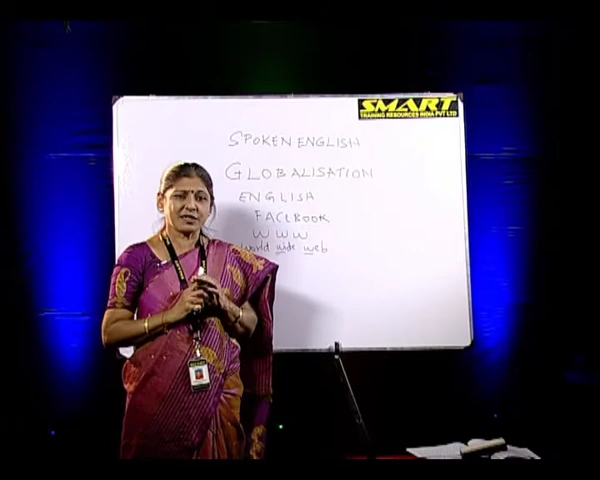 SMART
TRAINING RESOURCES INDIA PVT LTD
SPOKEN ENGLISH
GLOBALISATION
ENGLISH
FACEBOOK
WWW
World wide web